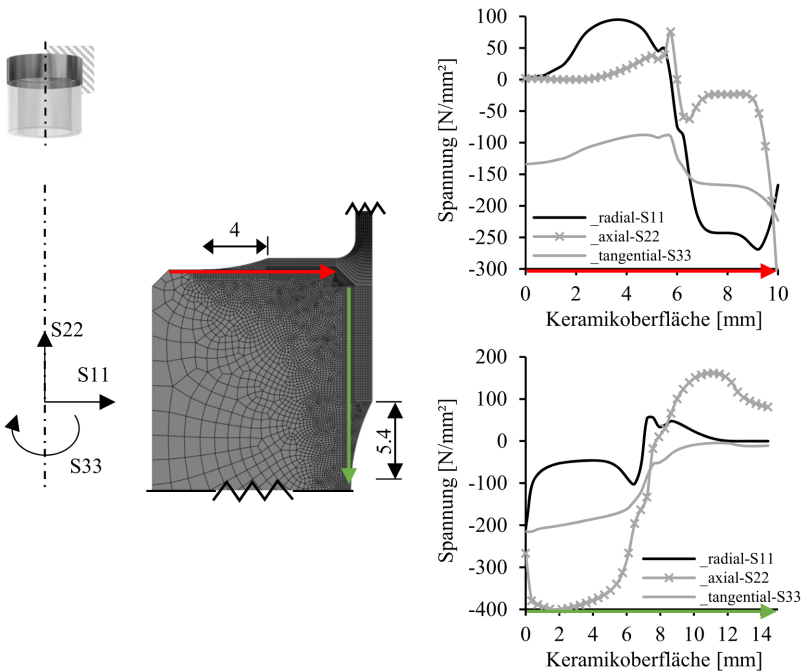 4
S22
S11
S33
5.4
Spannung [N/mm²]
100
50
0
-50
-100
-150
-200
-250
-300
_radial-S11
_axial-S22
_tangential-S33
0 2 4 6 8 10
Keramikoberfläche [mm]
Spannung [N/mm²]
200
100
0
-100
-200
-300
-400
_radial-S11
_axial-S22
_tangential-S33
0 2 4 6 8 10 12 14
Keramikoberfläche [mm]